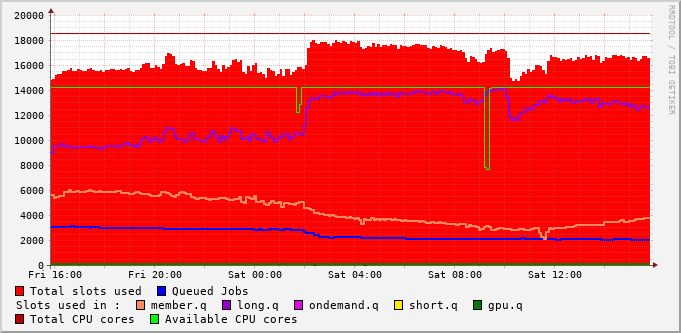 20000
18000
16000
14000
12000
10000
8000
6000
4000
2000
0
Fri 16:00 Fri 20:00 Sat 00:00 Sat 04:00 Sat 08:00 Sat 12:00
Total slots used Queued Jobs
Slots used in : member.q long.q ondemand.q short.q gpu.q
Total CPU cores Available CPU cores
RRDTOOL / TOBI OETIKER